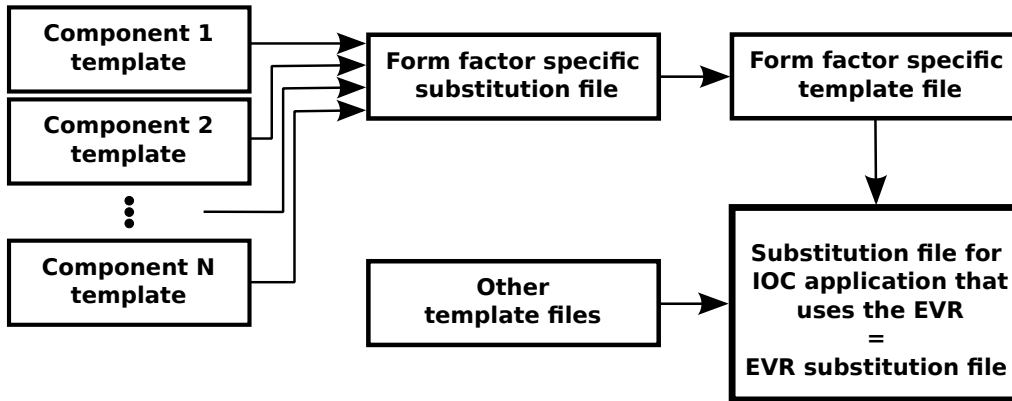 Component 1
template
Component 2
template
Component N
template
Form factor specific
substitution file
Form factor specific
template file
Other
template files
Substitution file for
IOC application that
uses the EVR
=
EVR substitution file